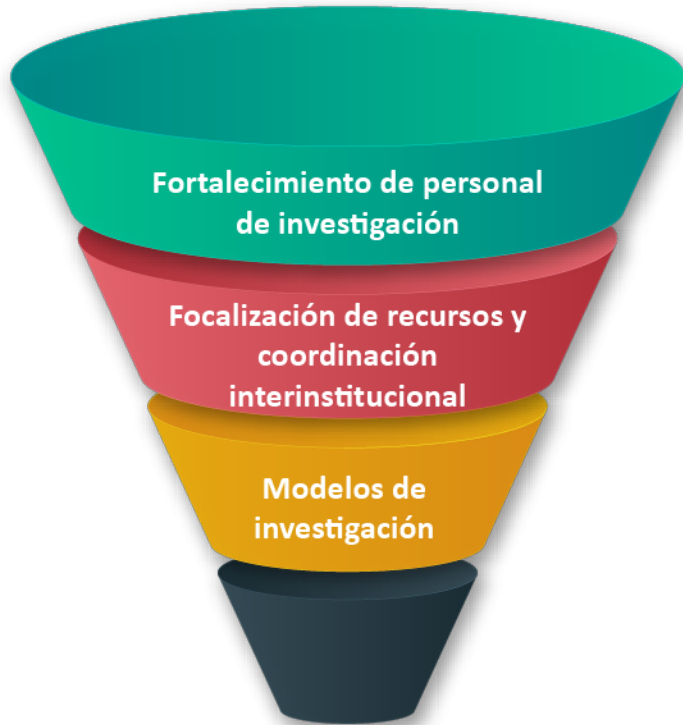 Fortalecimiento de personal
de investigación
Focalización de recursos y
coordinación
interinstitucional
Modelos de
investigación